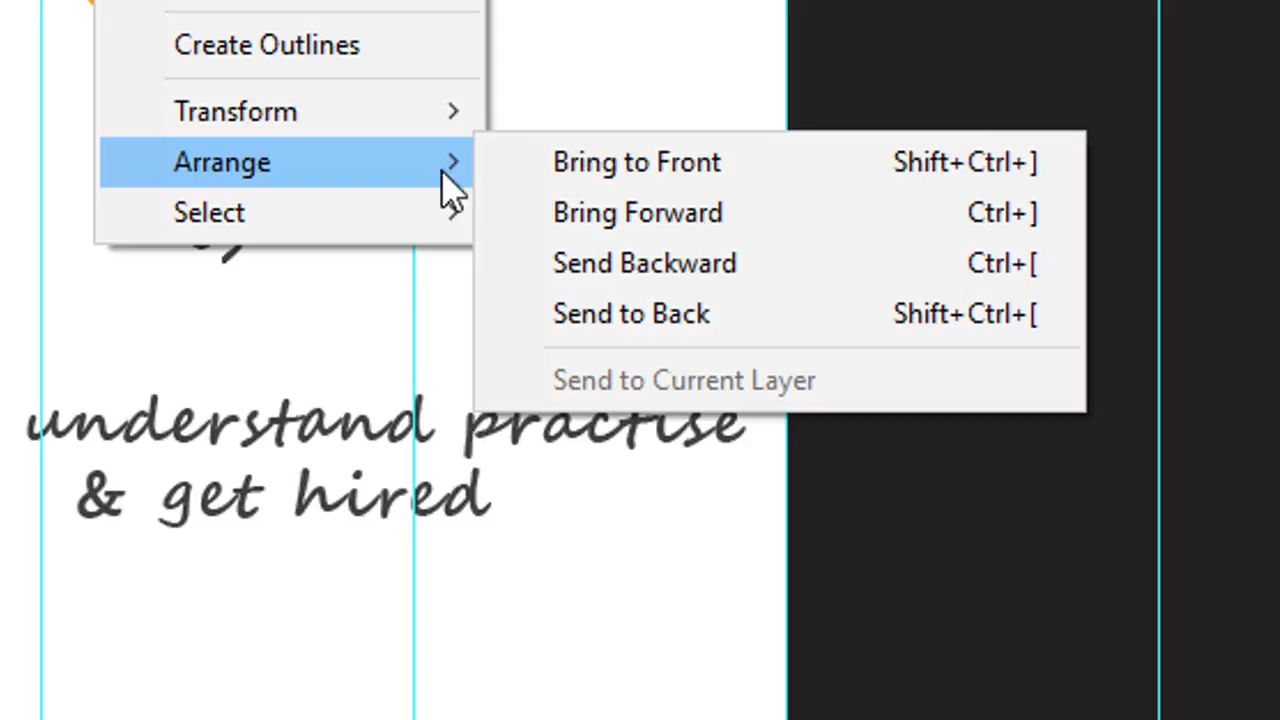 Create Outlines
Transform
Arrange
Select
Bring to Front Shift+Ctrl+]
Bring Forward Ctrl+]
Send Backward Ctrl+[
Send to Back Shift+Ctrl+[
Send to Current Layer
understand practise
& get hired